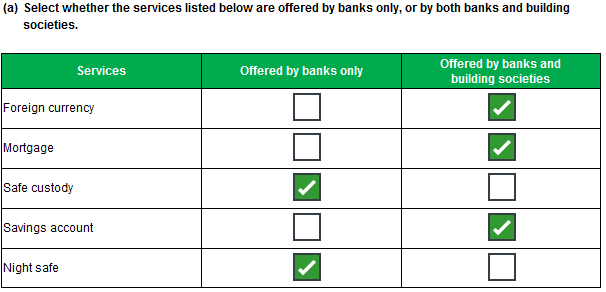 (a) Select whether the services listed below are offered by banks only, or by both banks and building
societies.
Services
Offered by banks only
Offered by banks and
building societies
Foreign currency
Mortgage
Safe custody
Savings account
Night safe